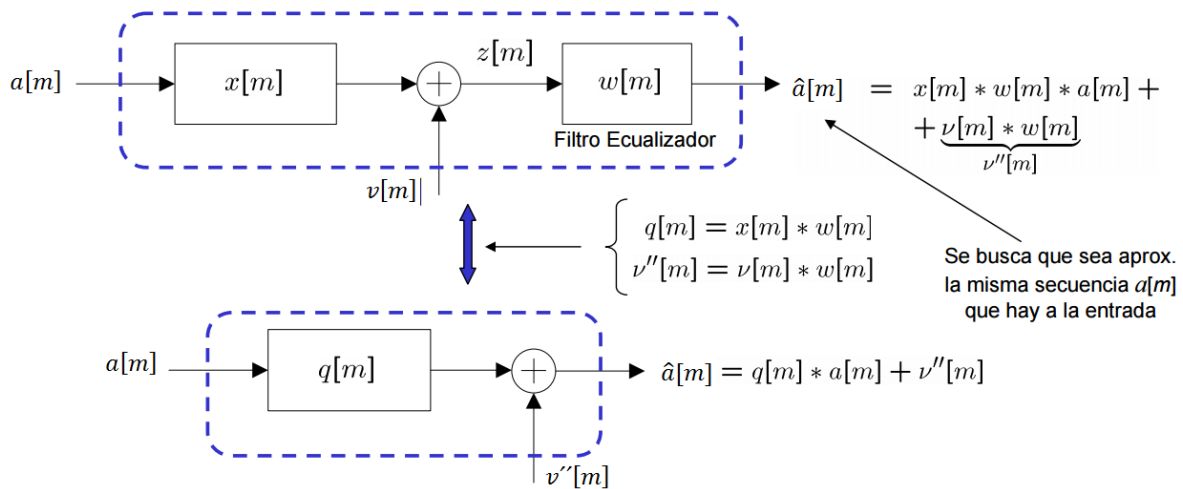 z[m]
a[m] x[m] + w[m] â[m] = x[m] ∗ w[m] ∗ a[m] +
Filtro Ecualizador
+ ν[m] ∗ w[m]
ν''[m]
v[m]
q[m] = x[m] ∗ w[m]
ν''[m] = ν[m] ∗ w[m]
Se busca que sea aprox.
la misma secuencia a[m]
que hay a la entrada
a[m] q[m] + â[m] = q[m] ∗ a[m] + ν''[m]
v´´[m]